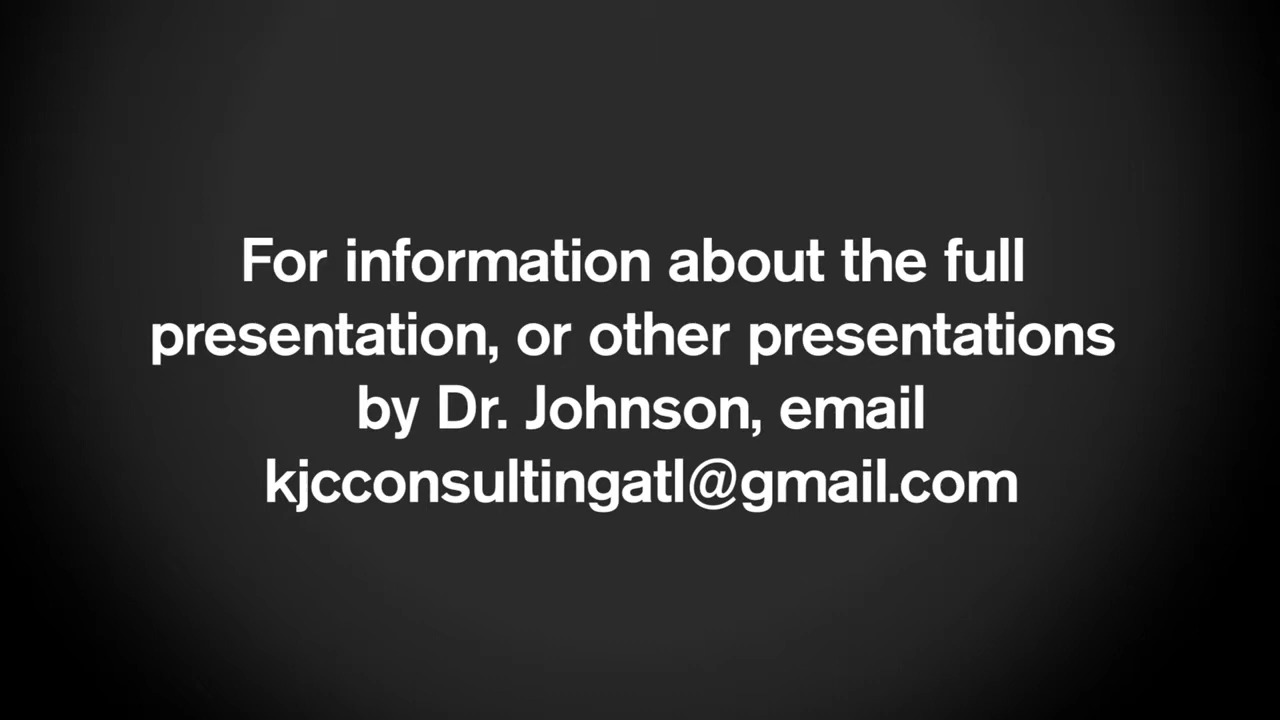 For information about the full
presentation, or other presentations
by Dr. Johnson, email
kjcconsultingatl@gmail.com